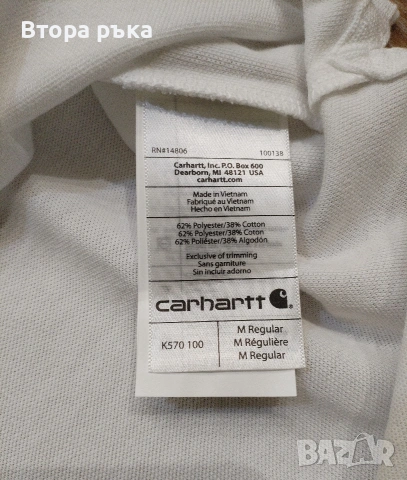 Втора ръка
RN#14806 100138
Carhartt, Inc. P.O. Box 600
Dearborn, MI 48121 USA
carhartt.com
Made in Vietnam
Fabriqué au Vietnam
Hecho en Vietnam
62% Polyester/38% Cotton
62% Polyester/38% Coton
62% Poliéster/38% Algodón
Exclusive of trimming
Sans garniture
Sin incluir adorno
carhartt
K570 100
M Regular
M Régulière
M Regular
bazar